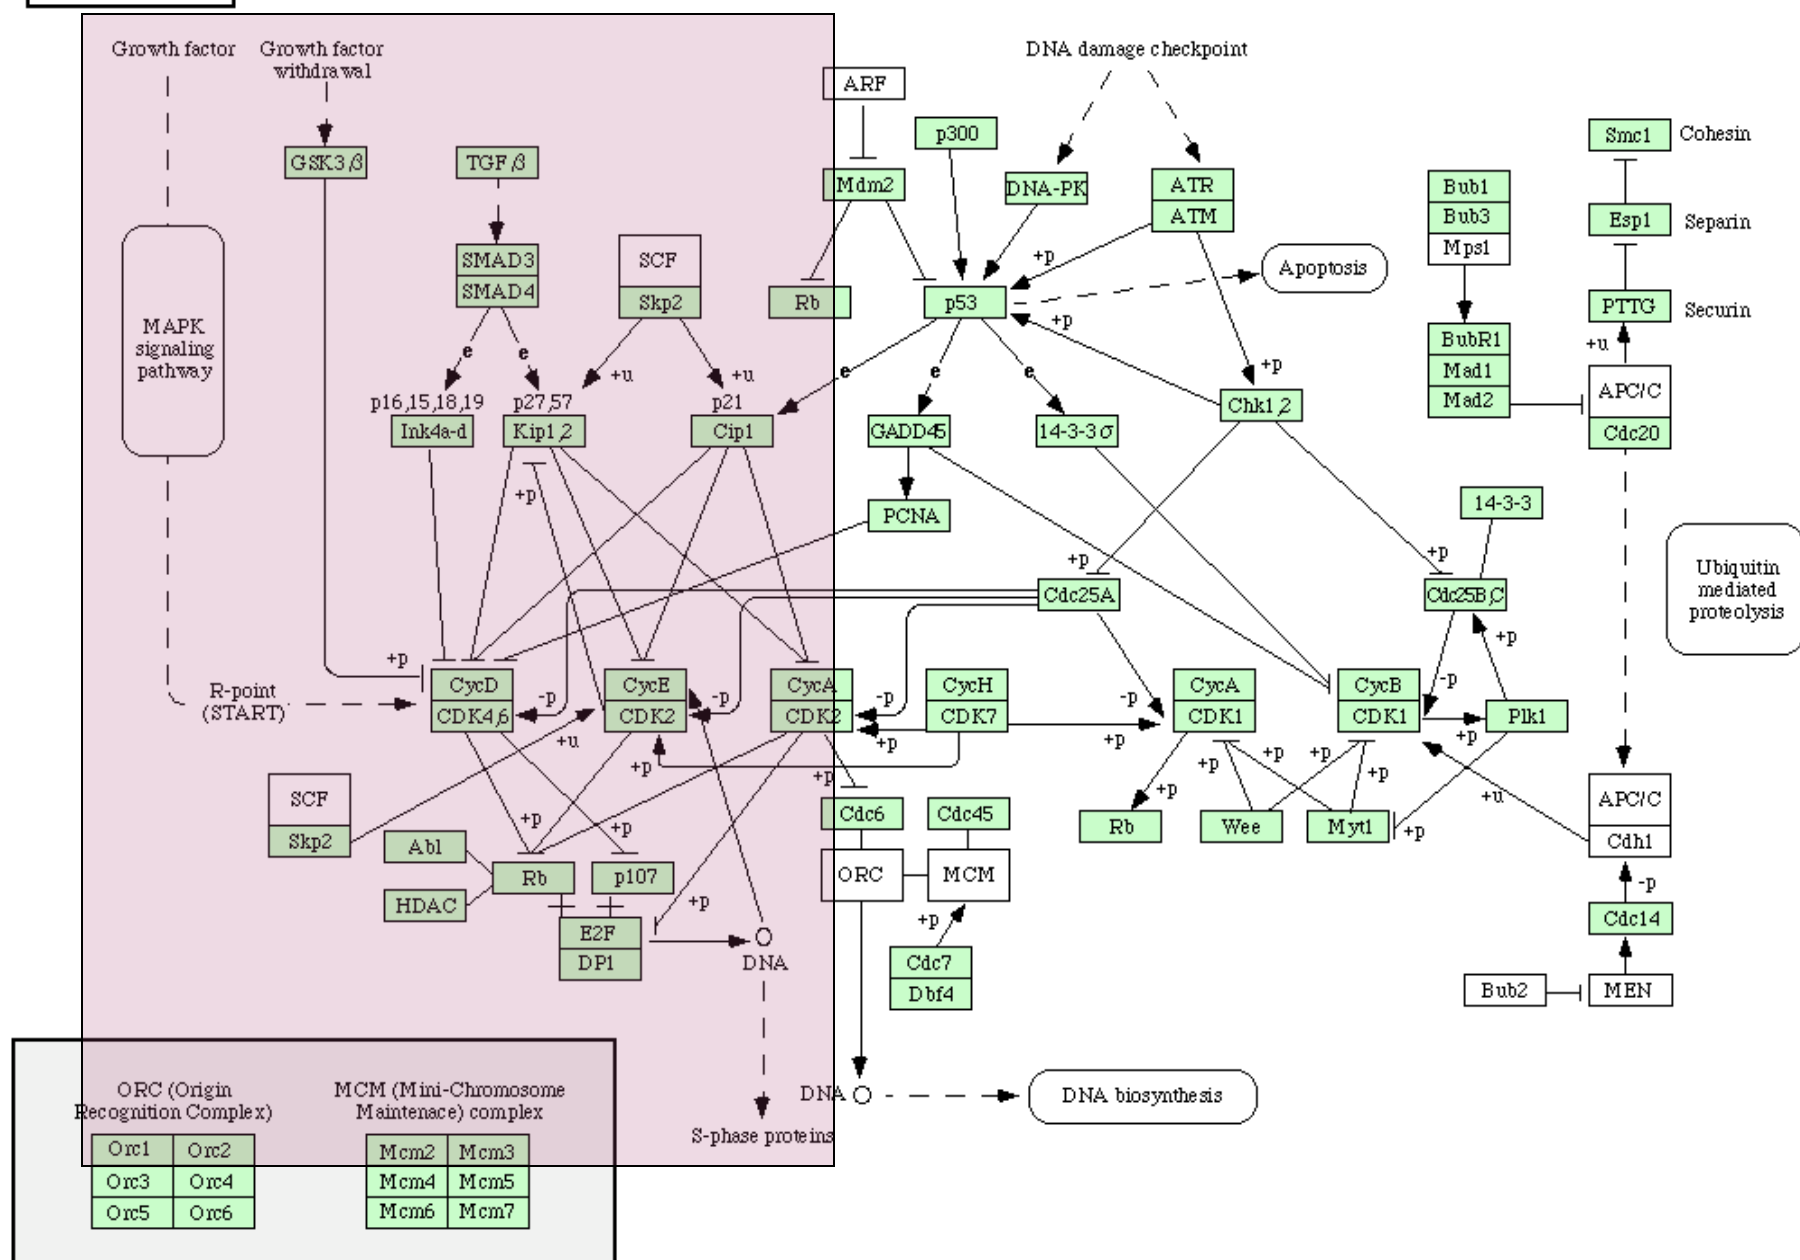 Growth factor
Growth factor
withdrawal
DNA damage checkpoint
ARF
p300
Smc1
Cohesin
GSK3β
TGFβ
Mdm2
DNA-PK
ATR
ATM
Bub1
Bub3
Mps1
Esp1
Separin
SMAD3
SMAD4
SCF
Skp2
Rb
p53
+p
Apoptosis
PTTG
Securin
MAPK
signaling
pathway
e
e
+u
+u
e
e
e
+p
+p
BubR1
Mad1
Mad2
+u
APC/C
Cdc20
p16,15,18,19
Ink4a-d
p27,57
Kip1,2
p21
Cip1
GADD45
14-3-3σ
Chk1,2
+p
PCNA
14-3-3
+p
+p
Cdc25A
Cdc25B,C
Ubiquitin
mediated
proteolysis
+p
+p
R-point
(START)
CycD
CDK4,6
-p
CycE
CDK2
-p
CycA
CDK2
-p
CycH
CDK7
-p
CycA
CDK1
CycB
CDK1
-p
Plk1
+u
+p
+p
+p
+p
+p
+p
+p
+p
+p
SCF
Skp2
+p
+p
Cdc6
Cdc45
+p
Rb
Wee
Myt1
+p
+u
APC/C
Cdh1
Abl
HDAC
Rb
p107
ORC
MCM
-p
+p
+p
E2F
DP1
DNA
Cdc7
Dbf4
Cdc14
Bub2
MEN
ORC (Origin
Recognition Complex)
MCM (Mini-Chromosome
Maintenace) complex
DNA
DNA biosynthesis
S-phase proteins
Orc1 Orc2
Orc3 Orc4
Orc5 Orc6
Mcm2 Mcm3
Mcm4 Mcm5
Mcm6 Mcm7